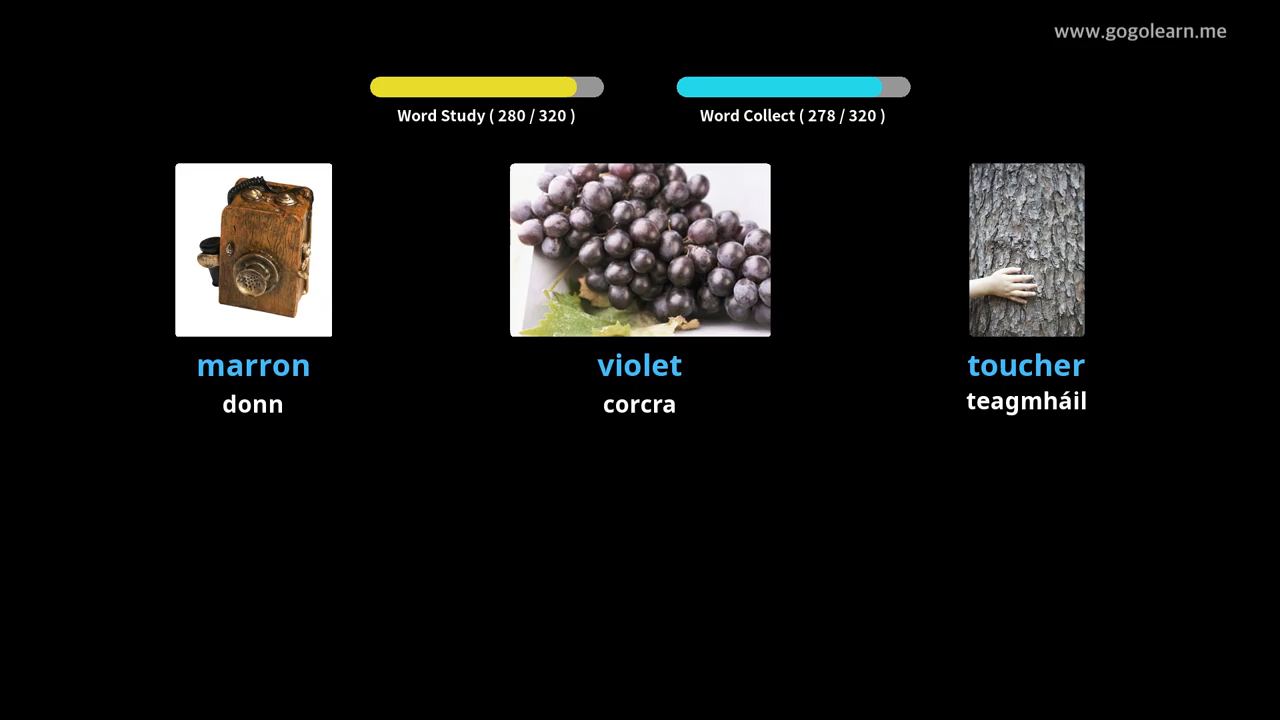 www.gogolearn.me
Word Study ( 280 / 320 )
Word Collect ( 278 / 320 )
marron
violet
toucher
donn
corcra
teagmháil